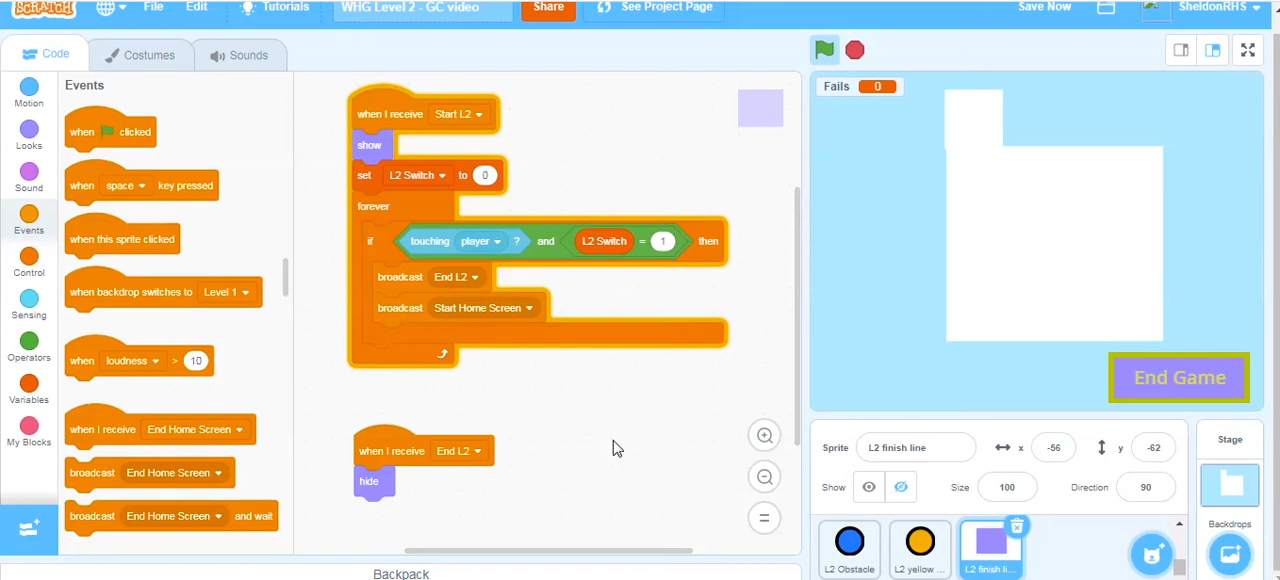 SCRATCH File Edit Tutorials WHG Level 2 - GC video Share See Project Page Save Now SheldonRHS
Code Costumes Sounds
Motion
Looks
Sound
Events
Control
Sensing
Operators
Variables
My Blocks
Events
when clicked
when space key pressed
when this sprite clicked
when backdrop switches to Level 1
when loudness > 10
when I receive End Home Screen
broadcast End Home Screen
broadcast End Home Screen and wait
when I receive Start L2
show
set L2 Switch to 0
forever
if touching player ? and L2 Switch = 1 then
broadcast End L2
broadcast Start Home Screen
when I receive End L2
hide
Backpack
Fails 0
End Game
Sprite L2 finish line x -56 y -62
Show Size 100 Direction 90
L2 Obstacle L2 yellow ... L2 finish li...
Stage
Backdrops